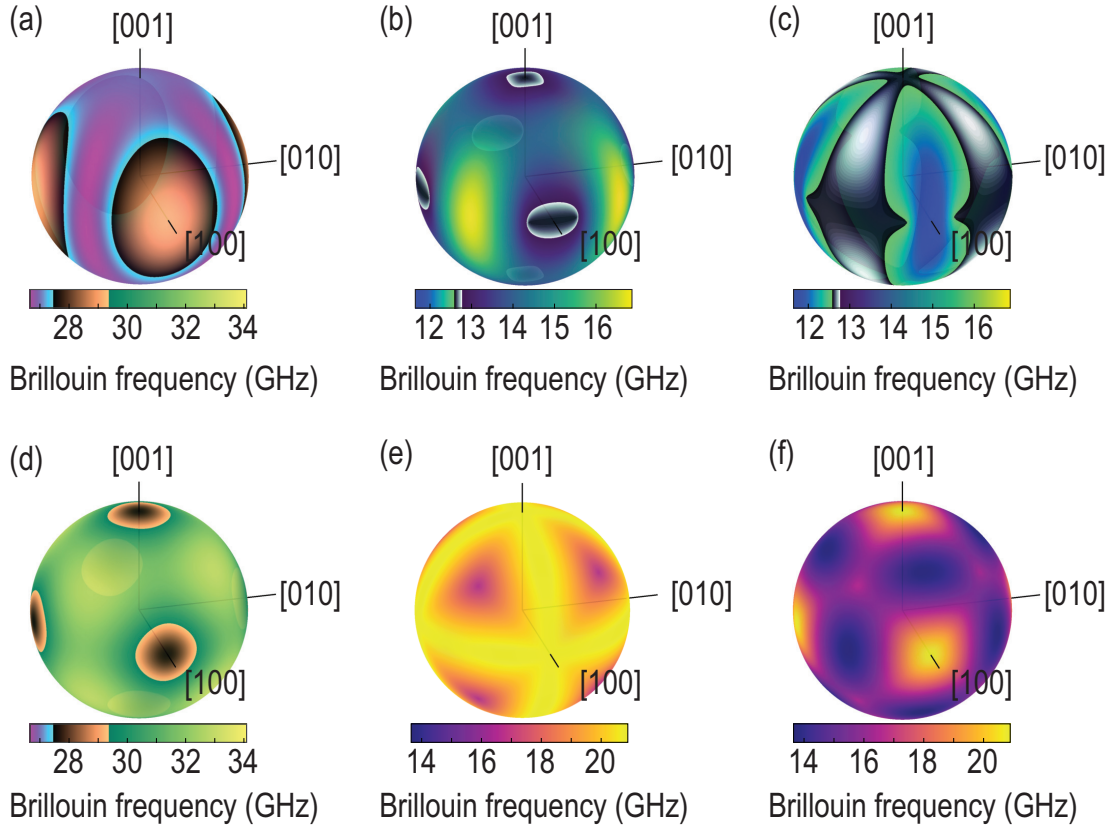 (a)
[001]
[010]
[100]
28 30 32 34
Brillouin frequency (GHz)
(b)
[001]
[010]
[100]
12 13 14 15 16
Brillouin frequency (GHz)
(c)
[001]
[010]
[100]
12 13 14 15 16
Brillouin frequency (GHz)
(d)
[001]
[010]
[100]
28 30 32 34
Brillouin frequency (GHz)
(e)
[001]
[010]
[100]
14 16 18 20
Brillouin frequency (GHz)
(f)
[001]
[010]
[100]
14 16 18 20
Brillouin frequency (GHz)